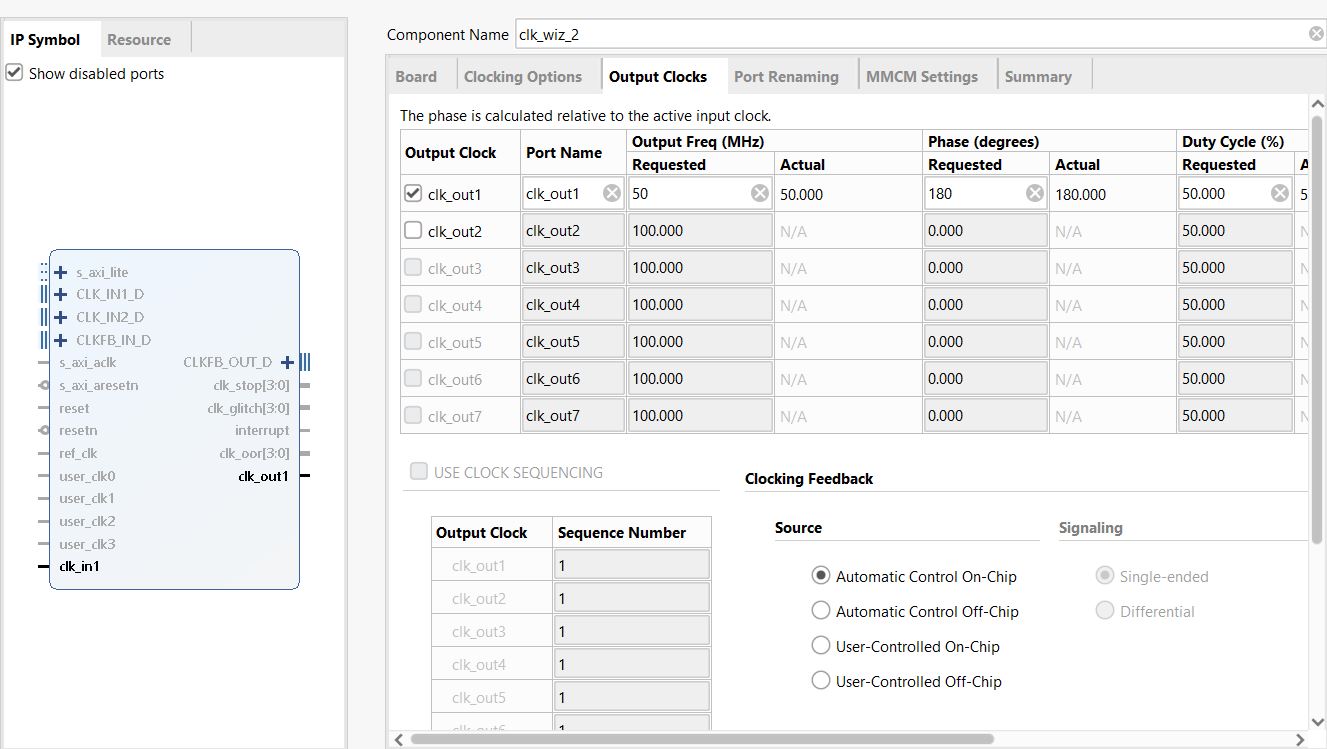 IP Symbol Resource
Show disabled ports
s_axi_lite
CLK_IN1_D
CLK_IN2_D
CLKFB_IN_D
s_axi_aclk CLKFB_OUT_D
s_axi_aresetn clk_stop[3:0]
reset clk_glitch[3:0]
resetn interrupt
ref_clk clk_oor[3:0]
user_clk0 clk_out1
user_clk1
user_clk2
user_clk3
clk_in1
Component Name clk_wiz_2
Board Clocking Options Output Clocks Port Renaming MMCM Settings Summary
The phase is calculated relative to the active input clock.
Output Clock Port Name Output Freq (MHz) Phase (degrees) Duty Cycle (%)
Requested Actual Requested Actual Requested A
clk_out1 clk_out1 50 50.000 180 180.000 50.000 5
clk_out2 clk_out2 100.000 N/A 0.000 N/A 50.000 N
clk_out3 clk_out3 100.000 N/A 0.000 N/A 50.000 N
clk_out4 clk_out4 100.000 N/A 0.000 N/A 50.000 N
clk_out5 clk_out5 100.000 N/A 0.000 N/A 50.000 N
clk_out6 clk_out6 100.000 N/A 0.000 N/A 50.000 N
clk_out7 clk_out7 100.000 N/A 0.000 N/A 50.000 N
USE CLOCK SEQUENCING
Output Clock Sequence Number
clk_out1 1
clk_out2 1
clk_out3 1
clk_out4 1
clk_out5 1
clk_out6 1
Clocking Feedback
Source Signaling
Automatic Control On-Chip Single-ended
Automatic Control Off-Chip Differential
User-Controlled On-Chip
User-Controlled Off-Chip